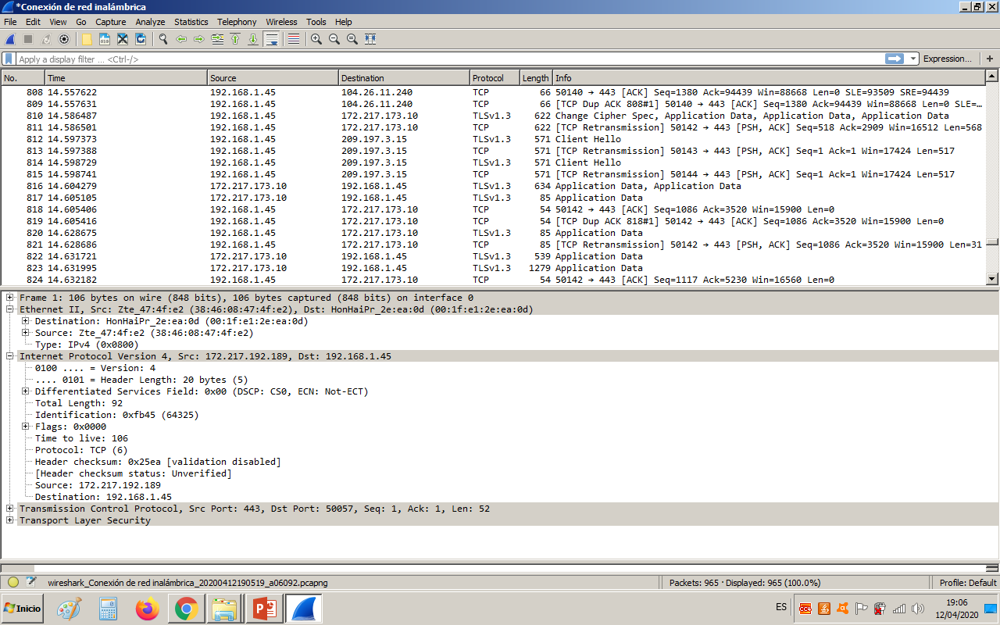 *Conexión de red inalámbrica
File Edit View Go Capture Analyze Statistics Telephony Wireless Tools Help
Apply a display filter ... <Ctrl-/> Expression... +
No. Time Source Destination Protocol Length Info
808 14.557622 192.168.1.45 104.26.11.240 TCP 66 50140 → 443 [ACK] Seq=1380 Ack=94439 Win=88668 Len=0 SLE=93509 SRE=94439
809 14.557631 192.168.1.45 104.26.11.240 TCP 66 [TCP Dup ACK 808#1] 50140 → 443 [ACK] Seq=1380 Ack=94439 Win=88668 Len=0 SLE=…
810 14.586487 192.168.1.45 172.217.173.10 TLSv1.3 622 Change Cipher Spec, Application Data, Application Data, Application Data
811 14.586501 192.168.1.45 172.217.173.10 TCP 622 [TCP Retransmission] 50142 → 443 [PSH, ACK] Seq=518 Ack=2909 Win=16512 Len=568
812 14.597373 192.168.1.45 209.197.3.15 TLSv1.3 571 Client Hello
813 14.597388 192.168.1.45 209.197.3.15 TCP 571 [TCP Retransmission] 50143 → 443 [PSH, ACK] Seq=1 Ack=1 Win=17424 Len=517
814 14.598729 192.168.1.45 209.197.3.15 TLSv1.3 571 Client Hello
815 14.598741 192.168.1.45 209.197.3.15 TCP 571 [TCP Retransmission] 50144 → 443 [PSH, ACK] Seq=1 Ack=1 Win=17424 Len=517
816 14.604279 172.217.173.10 192.168.1.45 TLSv1.3 634 Application Data, Application Data
817 14.605105 172.217.173.10 192.168.1.45 TLSv1.3 85 Application Data
818 14.605406 192.168.1.45 172.217.173.10 TCP 54 50142 → 443 [ACK] Seq=1086 Ack=3520 Win=15900 Len=0
819 14.605416 192.168.1.45 172.217.173.10 TCP 54 [TCP Dup ACK 818#1] 50142 → 443 [ACK] Seq=1086 Ack=3520 Win=15900 Len=0
820 14.628675 192.168.1.45 172.217.173.10 TLSv1.3 85 Application Data
821 14.628686 192.168.1.45 172.217.173.10 TCP 85 [TCP Retransmission] 50142 → 443 [PSH, ACK] Seq=1086 Ack=3520 Win=15900 Len=31
822 14.631721 172.217.173.10 192.168.1.45 TLSv1.3 539 Application Data
823 14.631995 172.217.173.10 192.168.1.45 TLSv1.3 1279 Application Data
824 14.632182 192.168.1.45 172.217.173.10 TCP 54 50142 → 443 [ACK] Seq=1117 Ack=5230 Win=16560 Len=0
Frame 1: 106 bytes on wire (848 bits), 106 bytes captured (848 bits) on interface 0
Ethernet II, Src: Zte_47:4f:e2 (38:46:08:47:4f:e2), Dst: HonHaiPr_2e:ea:0d (00:1f:e1:2e:ea:0d)
Destination: HonHaiPr_2e:ea:0d (00:1f:e1:2e:ea:0d)
Source: Zte_47:4f:e2 (38:46:08:47:4f:e2)
Type: IPv4 (0x0800)
Internet Protocol Version 4, Src: 172.217.192.189, Dst: 192.168.1.45
0100 .... = Version: 4
.... 0101 = Header Length: 20 bytes (5)
Differentiated Services Field: 0x00 (DSCP: CS0, ECN: Not-ECT)
Total Length: 92
Identification: 0xfb45 (64325)
Flags: 0x0000
Time to live: 106
Protocol: TCP (6)
Header checksum: 0x25ea [validation disabled]
[Header checksum status: Unverified]
Source: 172.217.192.189
Destination: 192.168.1.45
Transmission Control Protocol, Src Port: 443, Dst Port: 50057, Seq: 1, Ack: 1, Len: 52
Transport Layer Security
wireshark_Conexión de red inalámbrica_20200412190519_a06092.pcapng Packets: 965 · Displayed: 965 (100.0%) Profile: Default
Inicio ES 19:06
12/04/2020